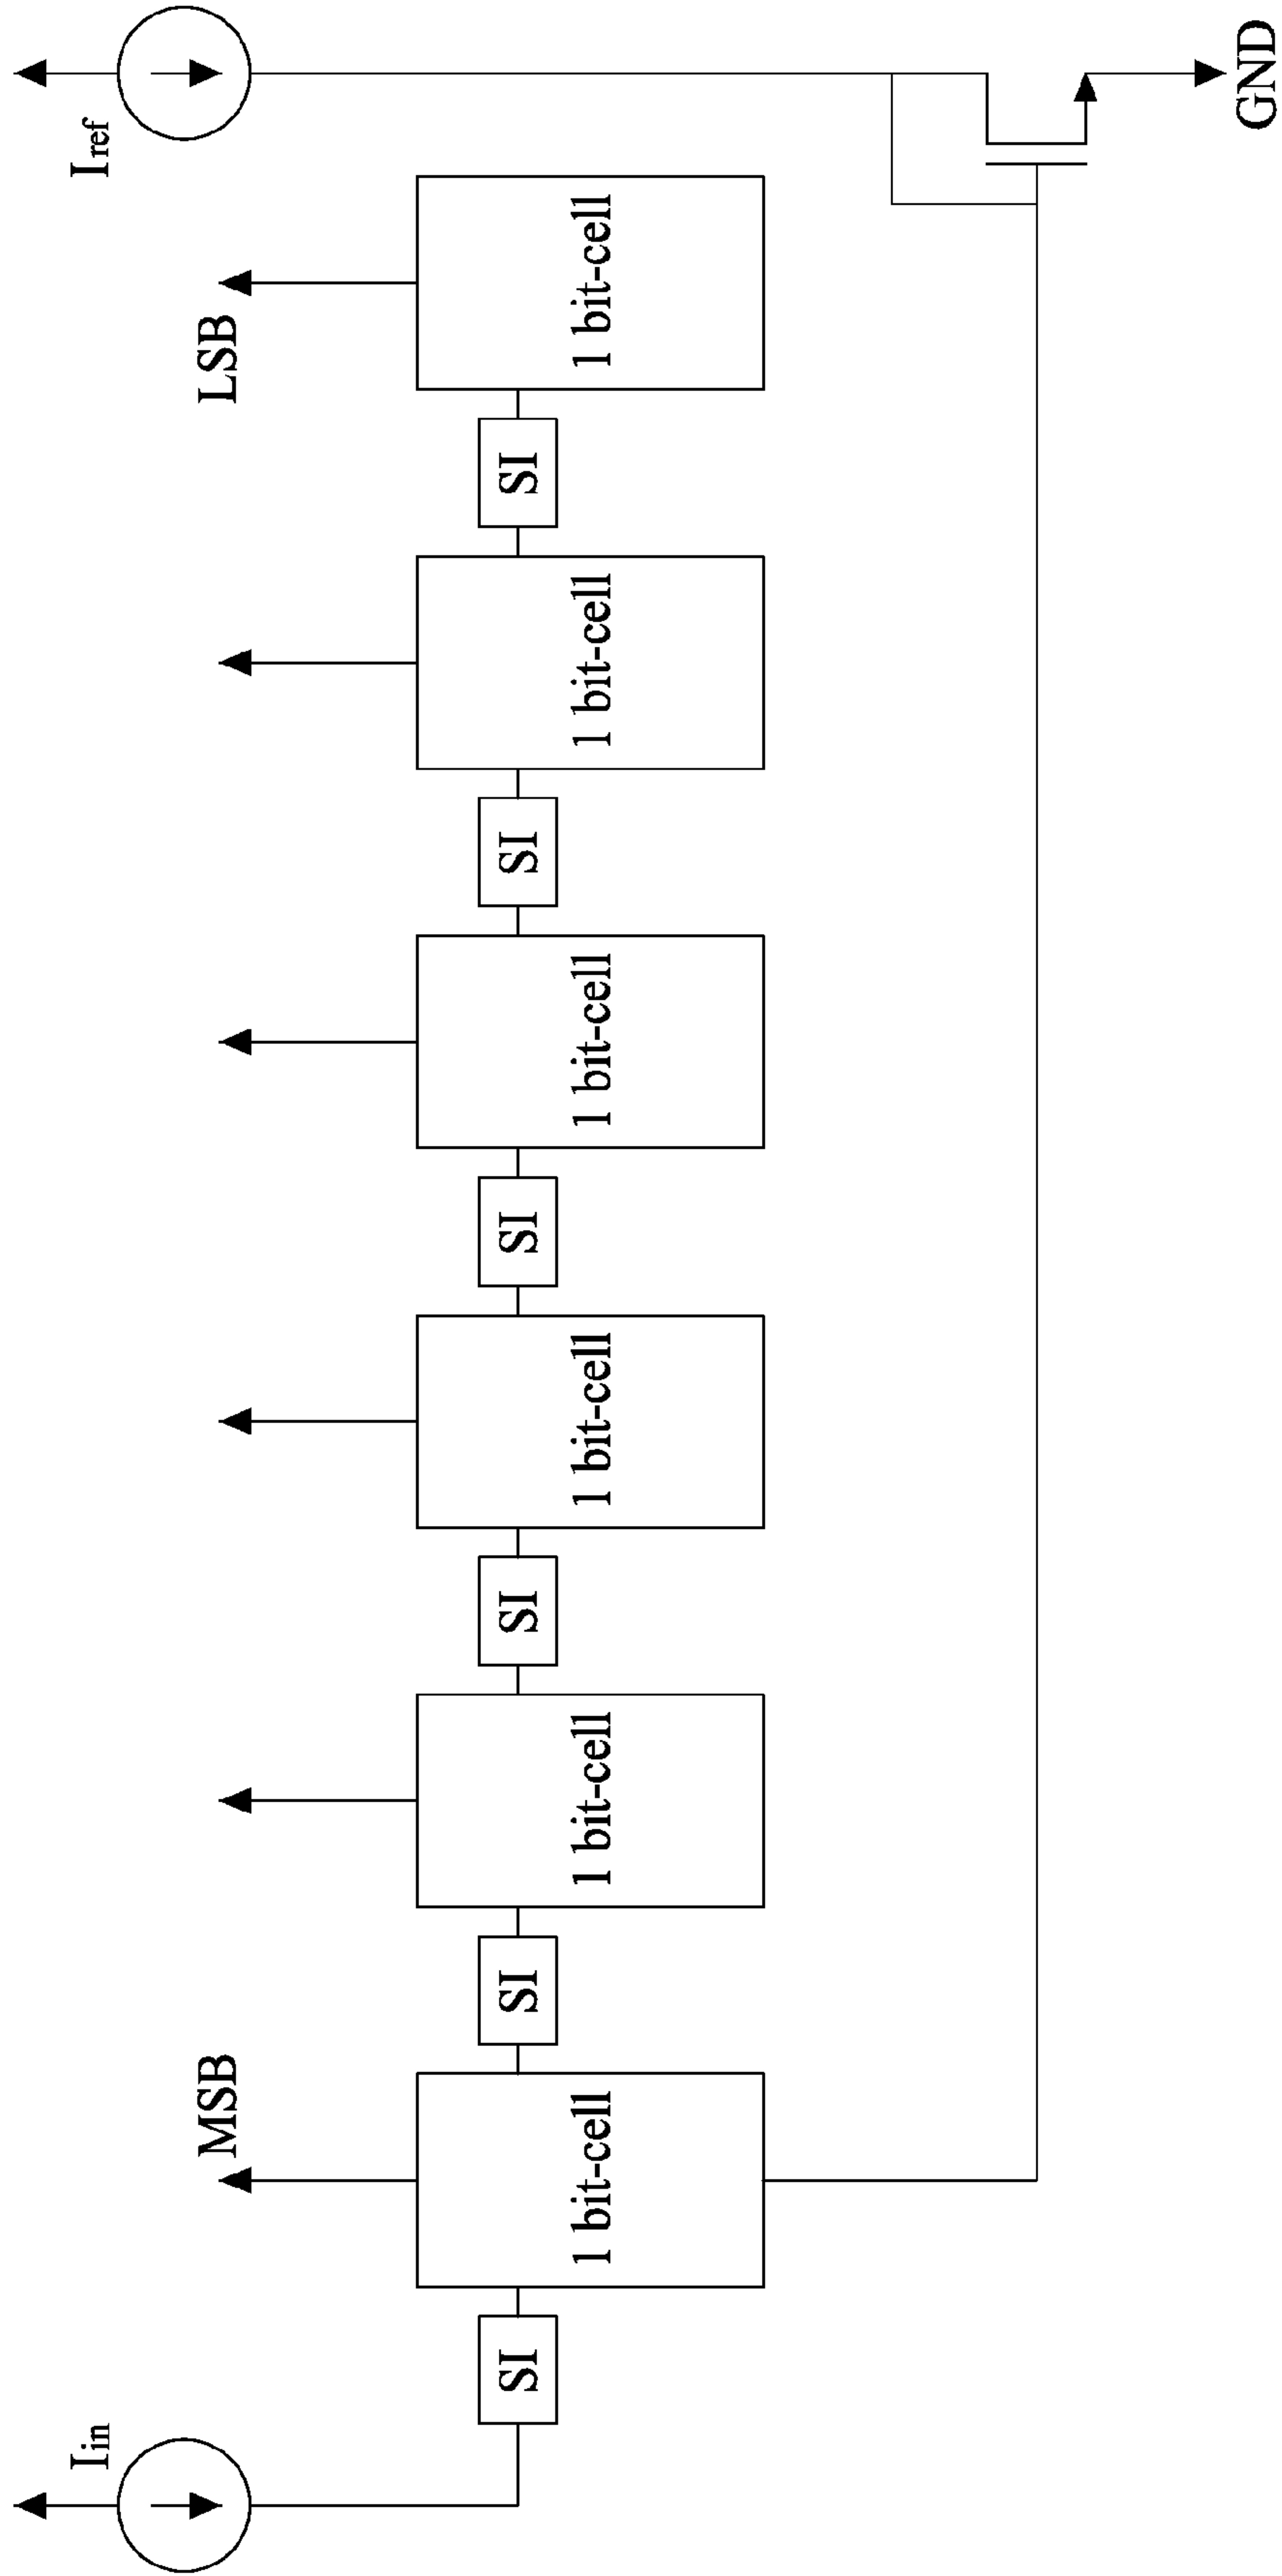 I_in
I_ref
MSB
LSB
SI
1 bit-cell
SI
1 bit-cell
SI
1 bit-cell
SI
1 bit-cell
SI
1 bit-cell
SI
1 bit-cell
GND